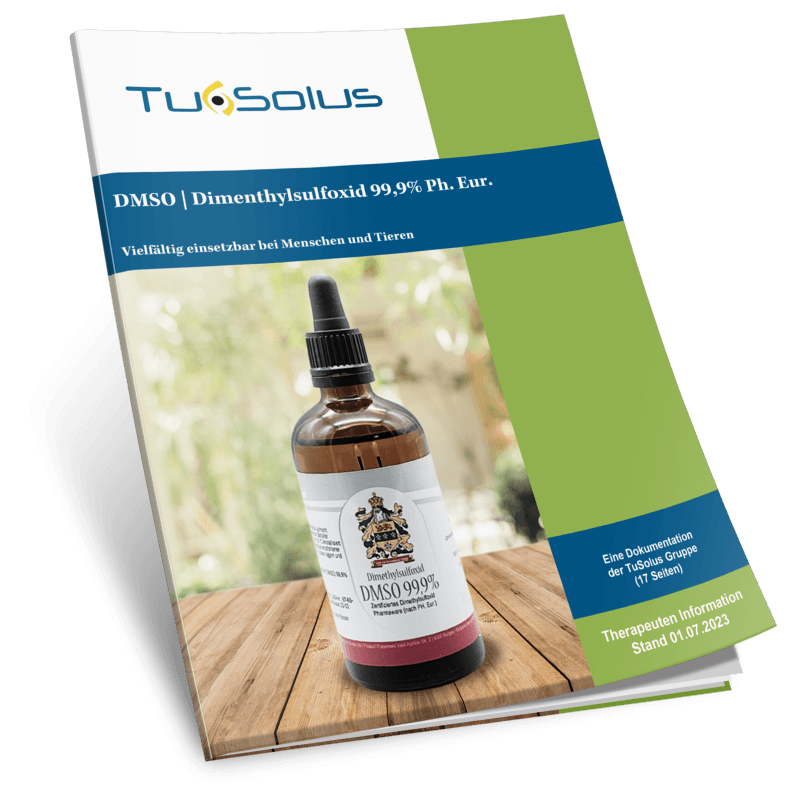 TuSolus
DMSO | Dimenthylsulfoxid 99,9% Ph. Eur.
Vielfältig einsetzbar bei Menschen und Tieren
Dimethylsulfoxid
DMSO 99,9%
Zertifiziertes Dimethylsulfoxid
Pharmaware (nach PH. Eur.)
Eine Dokumentation
der TuSolus Gruppe
(17 Seiten)
Therapeuten Information
Stand 01.07.2023